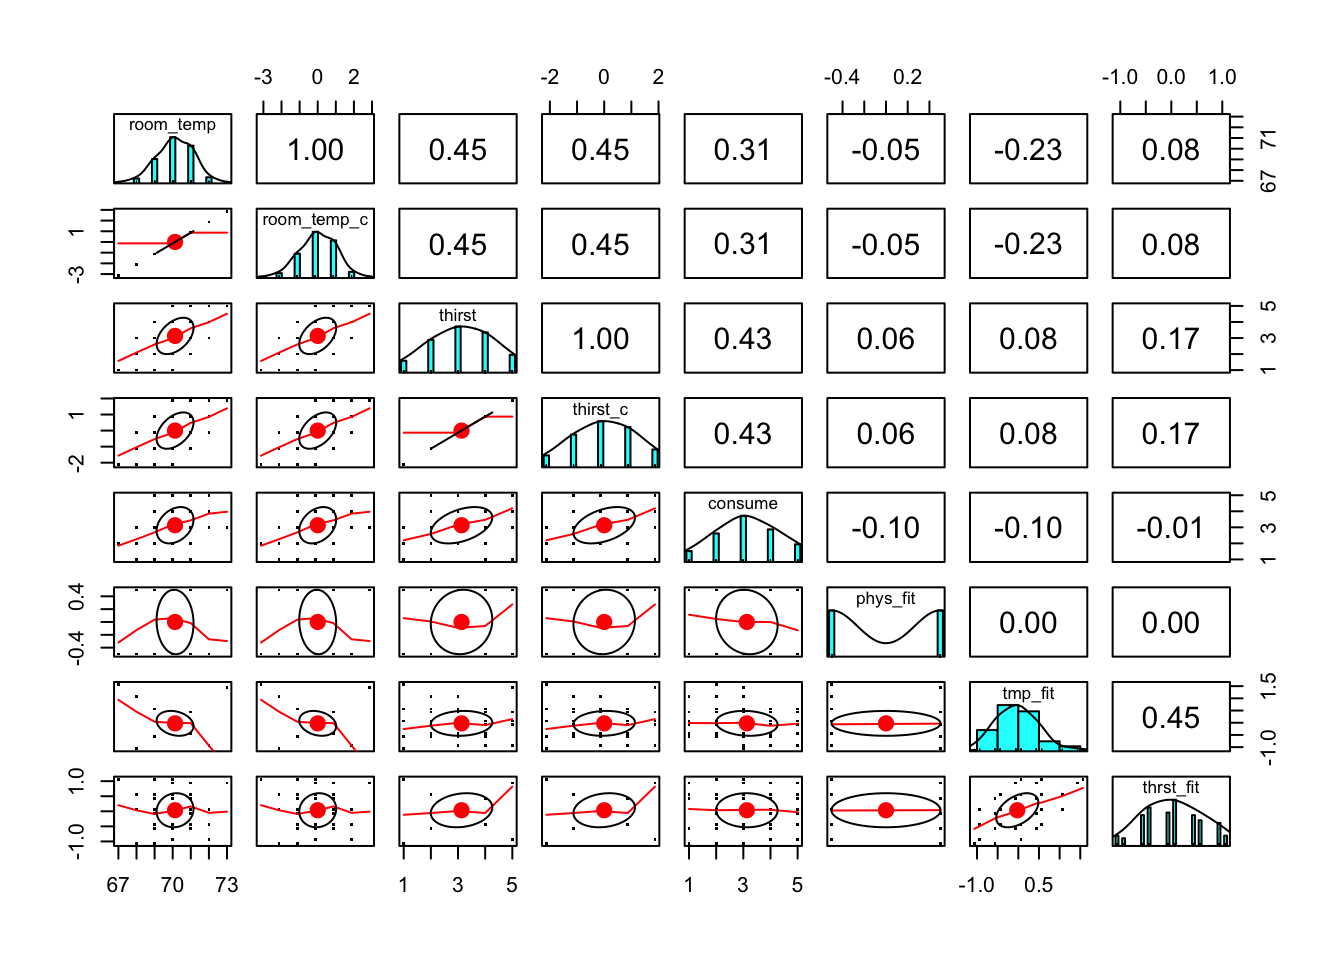 -3 0 2 -2 0 2 -0.4 0.2 -1.0 0.0 1.0
room_temp 1.00 0.45 0.45 0.31 -0.05 -0.23 0.08 67 71
-3 1 room_temp_c 0.45 0.45 0.31 -0.05 -0.23 0.08
thirst 1.00 0.43 0.06 0.08 0.17 1 3 5
-2 1 thirst_c 0.43 0.06 0.08 0.17
consume -0.10 -0.10 -0.01 1 3 5
-0.4 0.4 phys_fit 0.00 0.00
tmp_fit 0.45 -1.0 1.5
-1.0 1.0 thrst_fit
67 70 73 1 3 5 1 3 5 -1.0 0.5